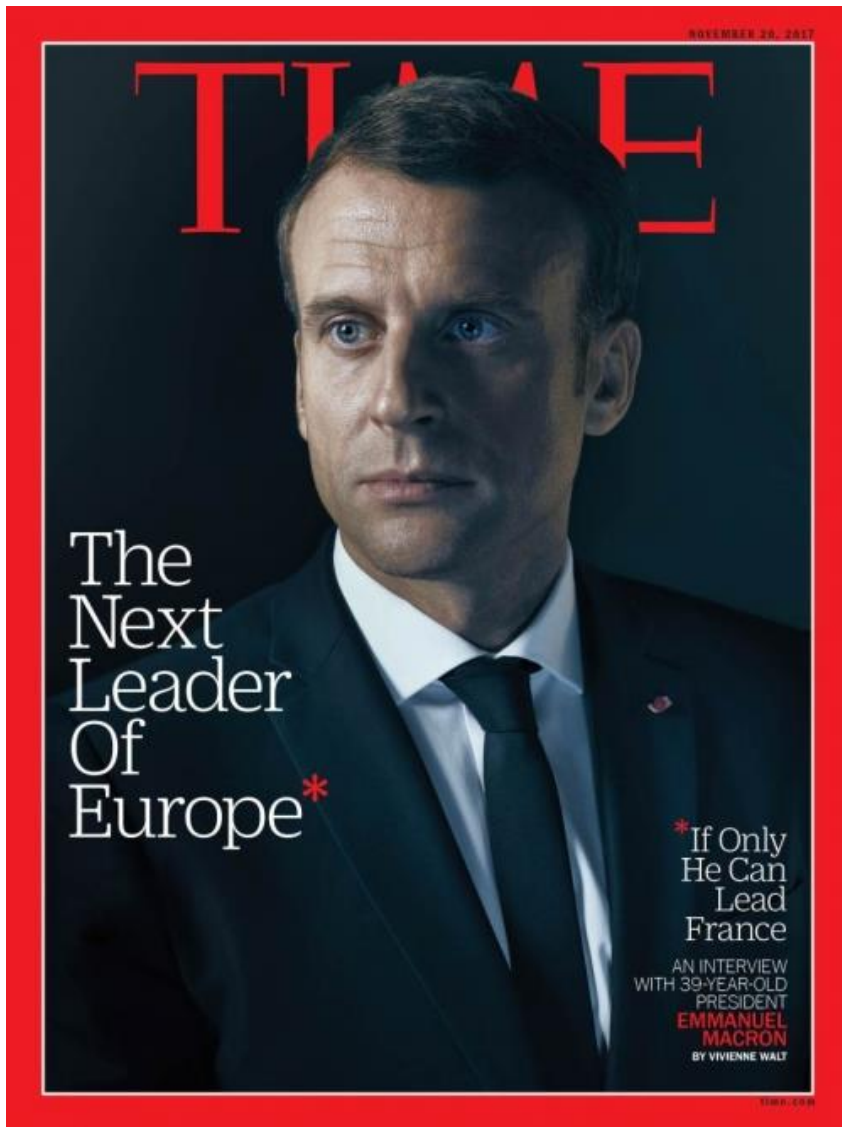 NOVEMBER 20, 2017
TIME
The
Next
Leader
Of
Europe*
*If Only
He Can
Lead
France
AN INTERVIEW
WITH 39-YEAR-OLD
PRESIDENT
EMMANUEL
MACRON
BY VIVIENNE WALT
time.com